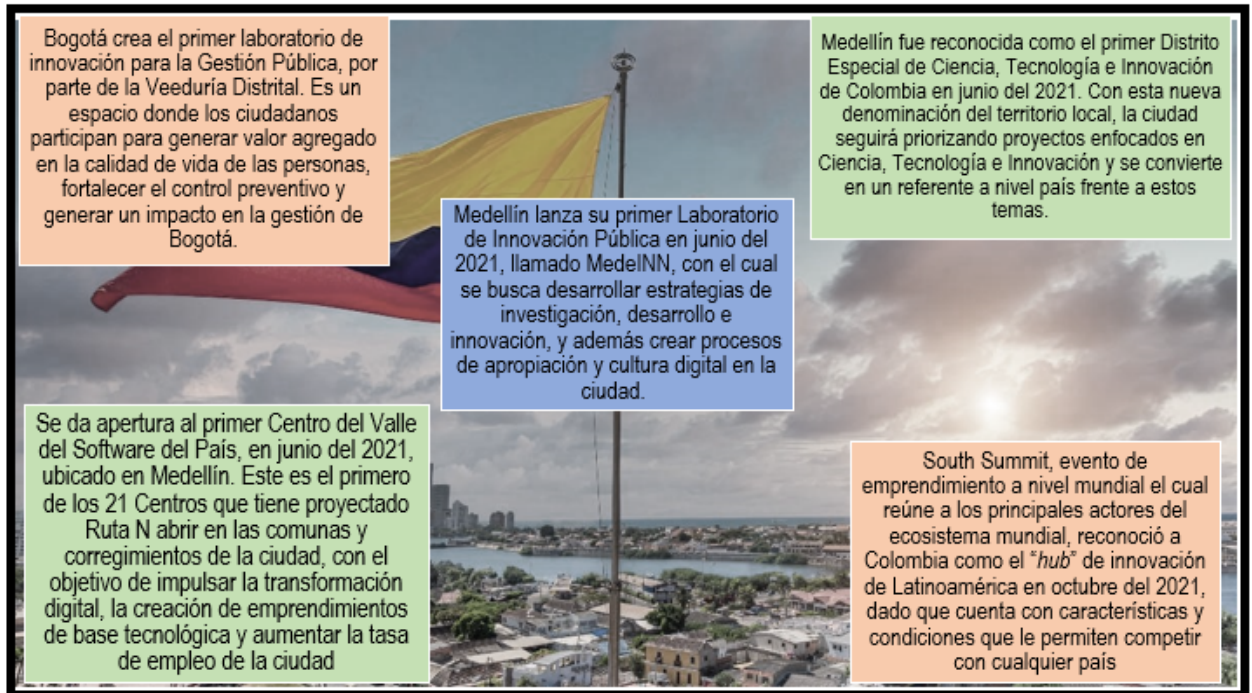 Bogotá crea el primer laboratorio de
innovación para la Gestión Pública, por
parte de la Veeduría Distrital. Es un
espacio donde los ciudadanos
participan para generar valor agregado
en la calidad de vida de las personas,
fortalecer el control preventivo y
generar un impacto en la gestión de
Bogotá.
Medellín fue reconocida como el primer Distrito
Especial de Ciencia, Tecnología e Innovación
de Colombia en junio del 2021. Con esta nueva
denominación del territorio local, la ciudad
seguirá priorizando proyectos enfocados en
Ciencia, Tecnología e Innovación y se convierte
en un referente a nivel país frente a estos
temas.
Medellín lanza su primer Laboratorio
de Innovación Pública en junio del
2021, llamado MedeINN, con el cual
se busca desarrollar estrategias de
investigación, desarrollo e
innovación, y además crear procesos
de apropiación y cultura digital en la
ciudad.
Se da apertura al primer Centro del Valle
del Software del País, en junio del 2021,
ubicado en Medellín. Este es el primero
de los 21 Centros que tiene proyectado
Ruta N abrir en las comunas y
corregimientos de la ciudad, con el
objetivo de impulsar la transformación
digital, la creación de emprendimientos
de base tecnológica y aumentar la tasa
de empleo de la ciudad
South Summit, evento de
emprendimiento a nivel mundial el cual
reúne a los principales actores del
ecosistema mundial, reconoció a
Colombia como el “hub” de innovación
de Latinoamérica en octubre del 2021,
dado que cuenta con características y
condiciones que le permiten competir
con cualquier país